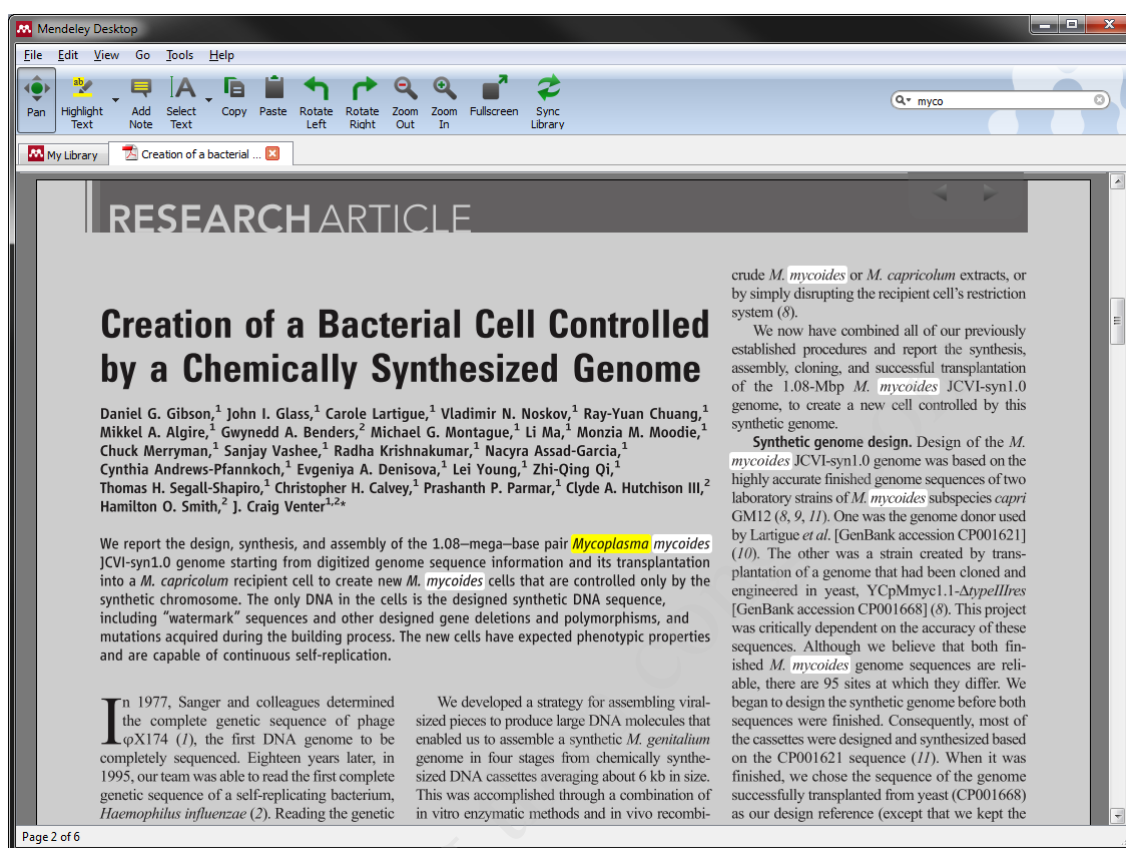 Mendeley Desktop
File Edit View Go Tools Help
Pan
Highlight Text
Add Note
Select Text
Copy
Paste
Rotate Left
Rotate Right
Zoom Out
Zoom In
Fullscreen
Sync Library
myco
My Library
Creation of a bacterial ...
RESEARCH ARTICLE
Creation of a Bacterial Cell Controlled
by a Chemically Synthesized Genome
Daniel G. Gibson,1 John I. Glass,1 Carole Lartigue,1 Vladimir N. Noskov,1 Ray-Yuan Chuang,1
Mikkel A. Algire,1 Gwynedd A. Benders,2 Michael G. Montague,1 Li Ma,1 Monzia M. Moodie,1
Chuck Merryman,1 Sanjay Vashee,1 Radha Krishnakumar,1 Nacyra Assad-Garcia,1
Cynthia Andrews-Pfannkoch,1 Evgeniya A. Denisova,1 Lei Young,1 Zhi-Qing Qi,1
Thomas H. Segall-Shapiro,1 Christopher H. Calvey,1 Prashanth P. Parmar,1 Clyde A. Hutchison III,2
Hamilton O. Smith,2 J. Craig Venter1,2*
We report the design, synthesis, and assembly of the 1.08–mega–base pair Mycoplasma mycoides
JCVI-syn1.0 genome starting from digitized genome sequence information and its transplantation
into a M. capricolum recipient cell to create new M. mycoides cells that are controlled only by the
synthetic chromosome. The only DNA in the cells is the designed synthetic DNA sequence,
including “watermark” sequences and other designed gene deletions and polymorphisms, and
mutations acquired during the building process. The new cells have expected phenotypic properties
and are capable of continuous self-replication.
In 1977, Sanger and colleagues determined
the complete genetic sequence of phage
φX174 (1), the first DNA genome to be
completely sequenced. Eighteen years later, in
1995, our team was able to read the first complete
genetic sequence of a self-replicating bacterium,
Haemophilus influenzae (2). Reading the genetic
We developed a strategy for assembling viral-
sized pieces to produce large DNA molecules that
enabled us to assemble a synthetic M. genitalium
genome in four stages from chemically synthe-
sized DNA cassettes averaging about 6 kb in size.
This was accomplished through a combination of
in vitro enzymatic methods and in vivo recombi-
crude M. mycoides or M. capricolum extracts, or
by simply disrupting the recipient cell’s restriction
system (8).
We now have combined all of our previously
established procedures and report the synthesis,
assembly, cloning, and successful transplantation
of the 1.08-Mbp M. mycoides JCVI-syn1.0
genome, to create a new cell controlled by this
synthetic genome.
Synthetic genome design. Design of the M.
mycoides JCVI-syn1.0 genome was based on the
highly accurate finished genome sequences of two
laboratory strains of M. mycoides subspecies capri
GM12 (8, 9, 11). One was the genome donor used
by Lartigue et al. [GenBank accession CP001621]
(10). The other was a strain created by trans-
plantation of a genome that had been cloned and
engineered in yeast, YCpMmyc1.1-ΔtypeIIIres
[GenBank accession CP001668] (8). This project
was critically dependent on the accuracy of these
sequences. Although we believe that both fin-
ished M. mycoides genome sequences are reli-
able, there are 95 sites at which they differ. We
began to design the synthetic genome before both
sequences were finished. Consequently, most of
the cassettes were designed and synthesized based
on the CP001621 sequence (11). When it was
finished, we chose the sequence of the genome
successfully transplanted from yeast (CP001668)
as our design reference (except that we kept the
Page 2 of 6